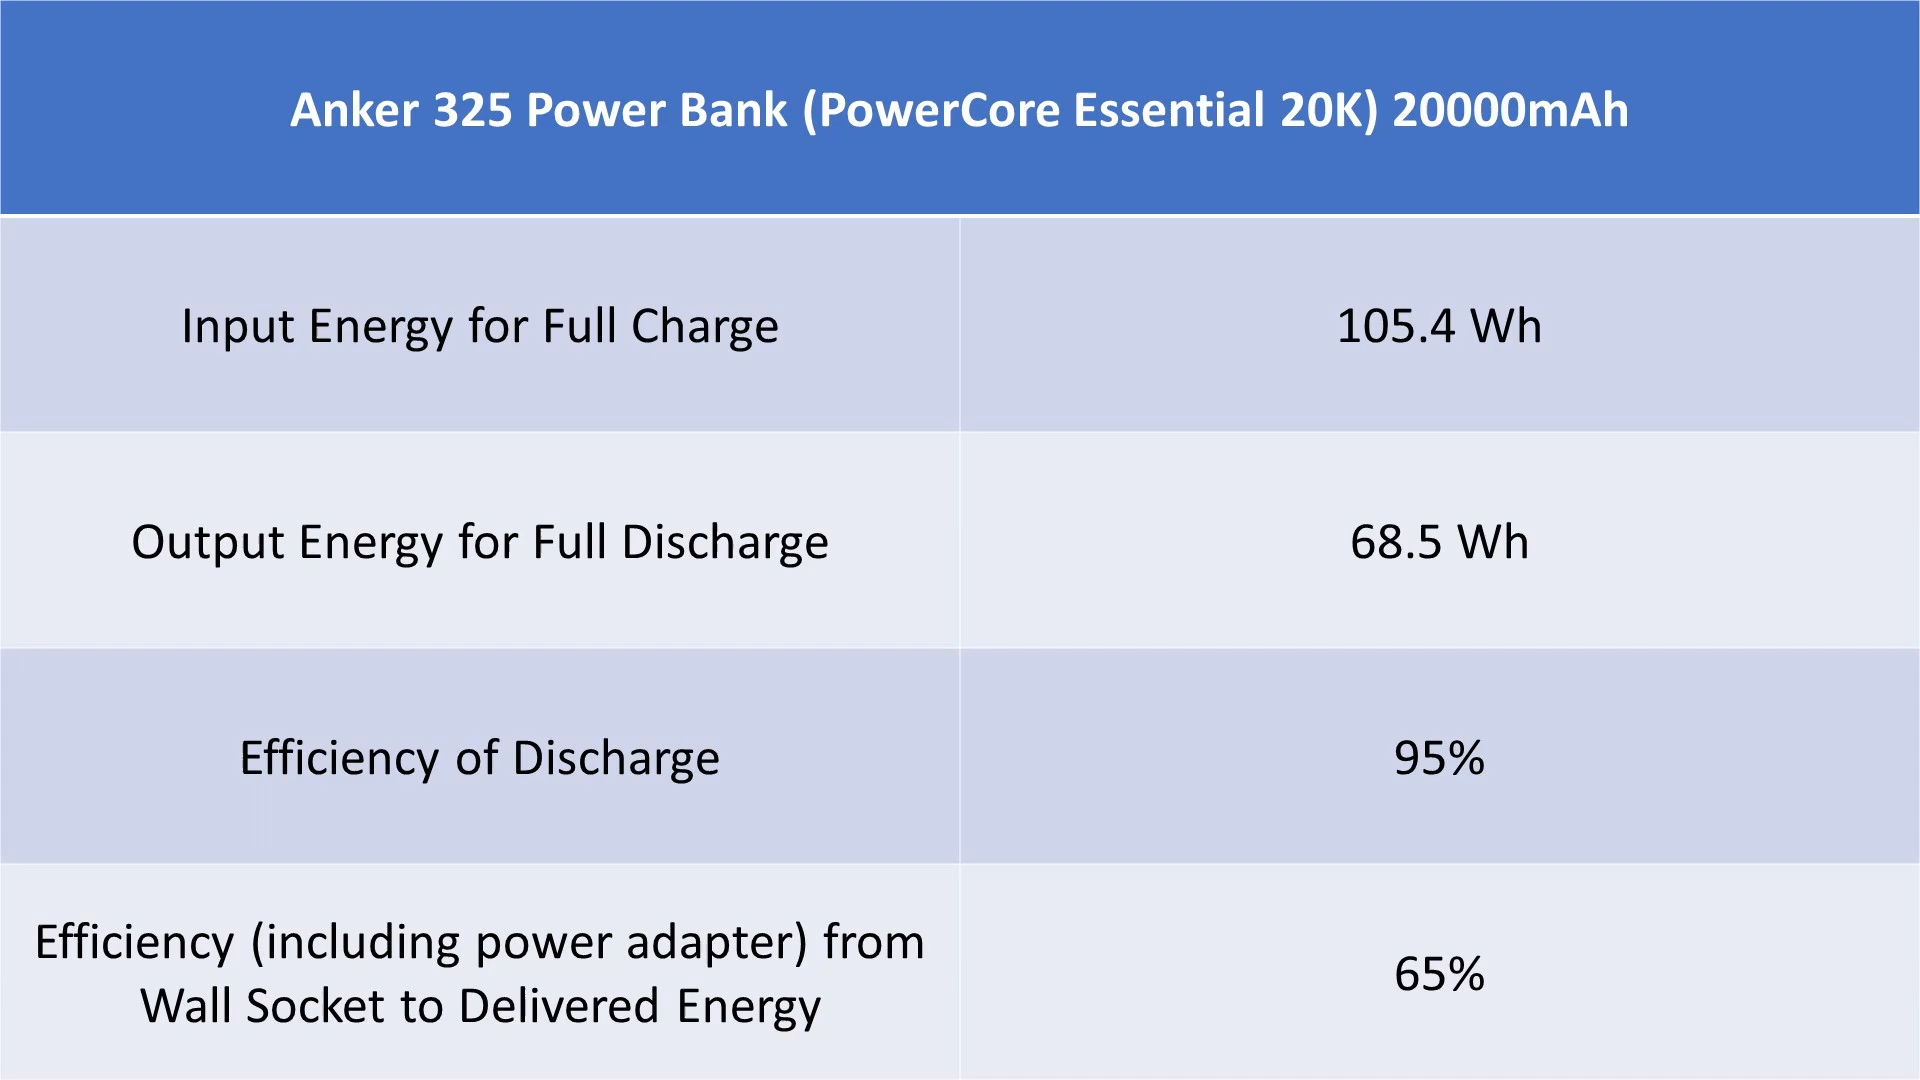 Anker 325 Power Bank (PowerCore Essential 20K) 20000mAh
Input Energy for Full Charge
105.4 Wh
Output Energy for Full Discharge
68.5 Wh
Efficiency of Discharge
95%
Efficiency (including power adapter) from
Wall Socket to Delivered Energy
65%